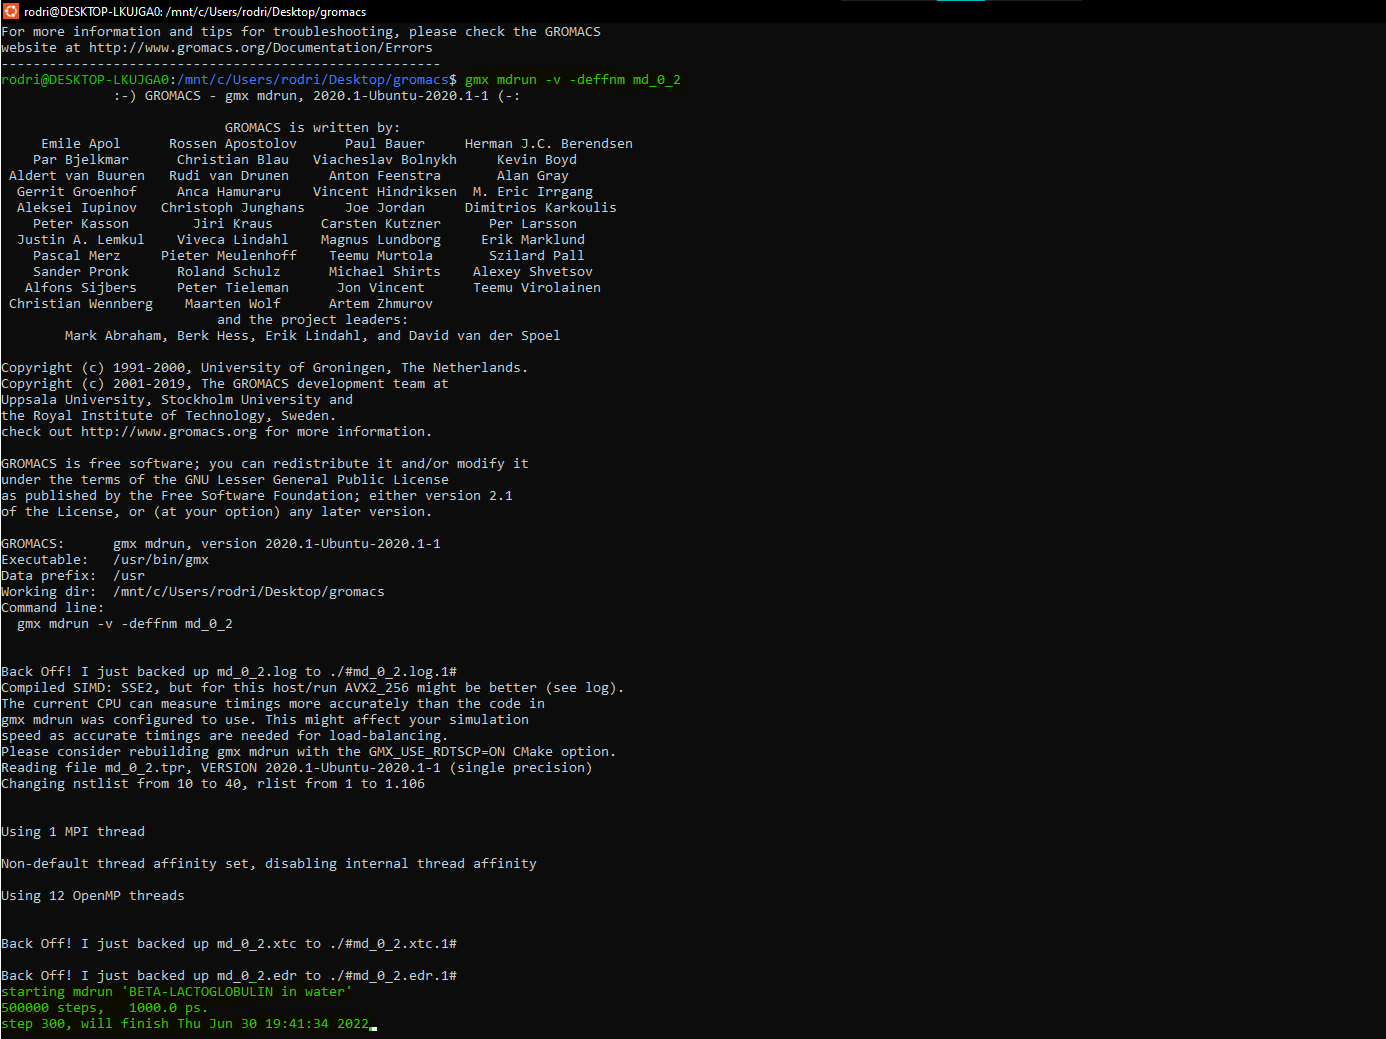 rodri@DESKTOP-LKUJGA0: /mnt/c/Users/rodri/Desktop/gromacs
For more information and tips for troubleshooting, please check the GROMACS
website at http://www.gromacs.org/Documentation/Errors
-------------------------------------------------------
rodri@DESKTOP-LKUJGA0:/mnt/c/Users/rodri/Desktop/gromacs$ gmx mdrun -v -deffnm md_0_2
:-) GROMACS - gmx mdrun, 2020.1-Ubuntu-2020.1-1 (-:
GROMACS is written by:
Emile Apol Rossen Apostolov Paul Bauer Herman J.C. Berendsen
Par Bjelkmar Christian Blau Viacheslav Bolnykh Kevin Boyd
Aldert van Buuren Rudi van Drunen Anton Feenstra Alan Gray
Gerrit Groenhof Anca Hamuraru Vincent Hindriksen M. Eric Irrgang
Aleksei Iupinov Christoph Junghans Joe Jordan Dimitrios Karkoulis
Peter Kasson Jiri Kraus Carsten Kutzner Per Larsson
Justin A. Lemkul Viveca Lindahl Magnus Lundborg Erik Marklund
Pascal Merz Pieter Meulenhoff Teemu Murtola Szilard Pall
Sander Pronk Roland Schulz Michael Shirts Alexey Shvetsov
Alfons Sijbers Peter Tieleman Jon Vincent Teemu Virolainen
Christian Wennberg Maarten Wolf Artem Zhmurov
and the project leaders:
Mark Abraham, Berk Hess, Erik Lindahl, and David van der Spoel
Copyright (c) 1991-2000, University of Groningen, The Netherlands.
Copyright (c) 2001-2019, The GROMACS development team at
Uppsala University, Stockholm University and
the Royal Institute of Technology, Sweden.
check out http://www.gromacs.org for more information.
GROMACS is free software; you can redistribute it and/or modify it
under the terms of the GNU Lesser General Public License
as published by the Free Software Foundation; either version 2.1
of the License, or (at your option) any later version.
GROMACS: gmx mdrun, version 2020.1-Ubuntu-2020.1-1
Executable: /usr/bin/gmx
Data prefix: /usr
Working dir: /mnt/c/Users/rodri/Desktop/gromacs
Command line:
gmx mdrun -v -deffnm md_0_2
Back Off! I just backed up md_0_2.log to ./#md_0_2.log.1#
Compiled SIMD: SSE2, but for this host/run AVX2_256 might be better (see log).
The current CPU can measure timings more accurately than the code in
gmx mdrun was configured to use. This might affect your simulation
speed as accurate timings are needed for load-balancing.
Please consider rebuilding gmx mdrun with the GMX_USE_RDTSCP=ON CMake option.
Reading file md_0_2.tpr, VERSION 2020.1-Ubuntu-2020.1-1 (single precision)
Changing nstlist from 10 to 40, rlist from 1 to 1.106
Using 1 MPI thread
Non-default thread affinity set, disabling internal thread affinity
Using 12 OpenMP threads
Back Off! I just backed up md_0_2.xtc to ./#md_0_2.xtc.1#
Back Off! I just backed up md_0_2.edr to ./#md_0_2.edr.1#
starting mdrun 'BETA-LACTOGLOBULIN in water'
500000 steps, 1000.0 ps.
step 300, will finish Thu Jun 30 19:41:34 2022